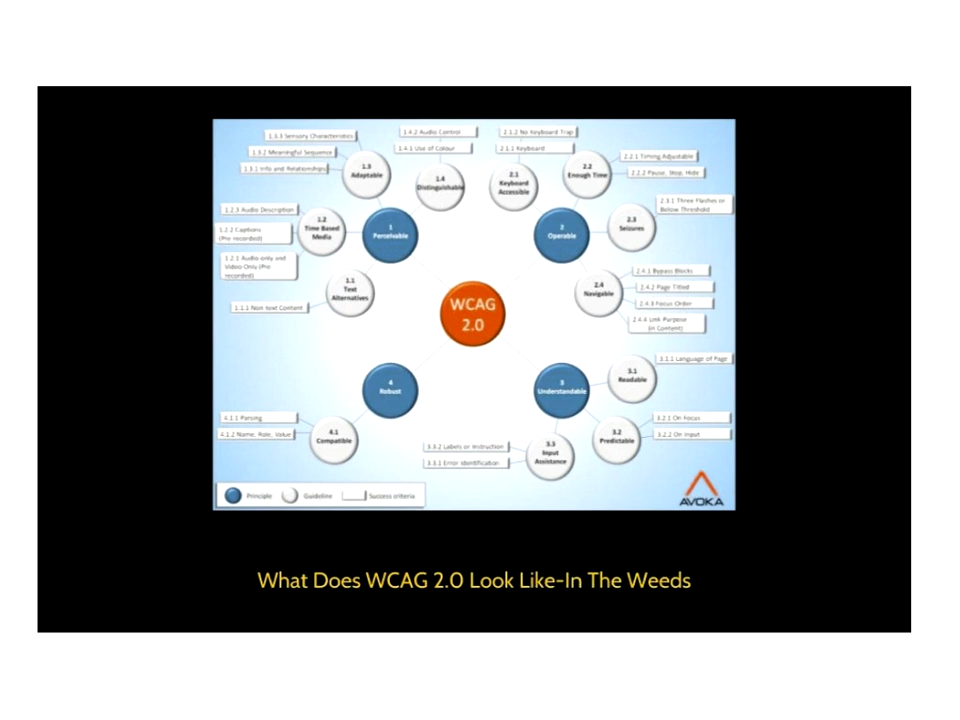 1.3.3 Sensory Characteristics
1.3.2 Meaningful Sequence
1.3.1 Info and Relationships
1.3
Adaptable
1.4.2 Audio Control
1.4.1 Use of Colour
1.4
Distinguishable
2.1.2 No Keyboard Trap
2.1.1 Keyboard
2.1
Keyboard
Accessible
2.2
Enough Time
2.2.1 Timing Adjustable
2.2.2 Pause, Stop, Hide
1.2.3 Audio Description
1.2.2 Captions
(Pre recorded)
1.2.1 Audio-only and
Video-Only (Pre
recorded)
1.2
Time Based
Media
1
Perceivable
2
Operable
2.3
Seizures
2.3.1 Three Flashes or
Below Threshold
1.1
Text
Alternatives
1.1.1 Non text Content
WCAG
2.0
2.4
Navigable
2.4.1 Bypass Blocks
2.4.2 Page Titled
2.4.3 Focus Order
2.4.4 Link Purpose
(in Content)
4
Robust
3
Understandable
3.1
Readable
3.1.1 Language of Page
4.1.1 Parsing
4.1.2 Name, Role, Value
4.1
Compatible
3.3.2 Labels or Instruction
3.3.1 Error Identification
3.3
Input
Assistance
3.2
Predictable
3.2.1 On Focus
3.2.2 On Input
Principle
Guideline
Success criteria
AVOKA
What Does WCAG 2.0 Look Like-In The Weeds